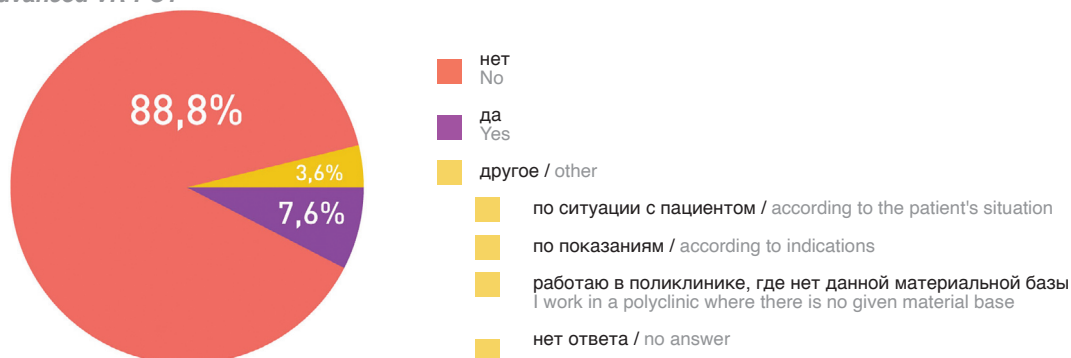 88,8%
3,6%
7,6%
нет
No
да
Yes
другое / other
по ситуации с пациентом / according to the patient's situation
по показаниям / according to indications
работаю в поликлинике, где нет данной материальной базы
I work in a polyclinic where there is no given material base
нет ответа / no answer